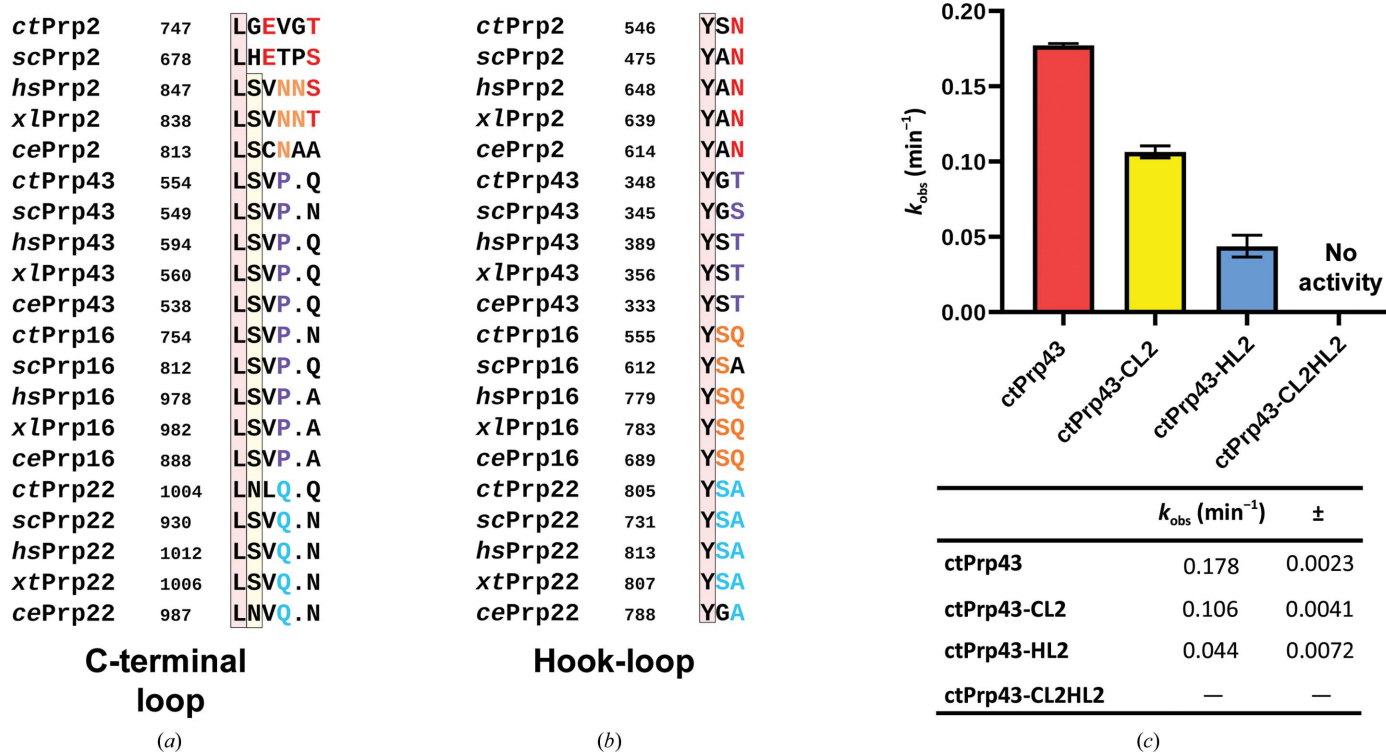 ctPrp2 747 LGEVGT
scPrp2 678 LHETPS
hsPrp2 847 LSVNNS
xlPrp2 838 LSVNNT
cePrp2 813 LSCNAA
ctPrp43 554 LSVP.Q
scPrp43 549 LSVP.N
hsPrp43 594 LSVP.Q
xlPrp43 560 LSVP.Q
cePrp43 538 LSVP.Q
ctPrp16 754 LSVP.N
scPrp16 812 LSVP.Q
hsPrp16 978 LSVP.A
xlPrp16 982 LSVP.A
cePrp16 888 LSVP.A
ctPrp22 1004 LNLQ.Q
scPrp22 930 LSVQ.N
hsPrp22 1012 LSVQ.N
xtPrp22 1006 LSVQ.N
cePrp22 987 LNVQ.N
C-terminal
loop
(a)
ctPrp2 546 YSN
scPrp2 475 YAN
hsPrp2 648 YAN
xlPrp2 639 YAN
cePrp2 614 YAN
ctPrp43 348 YGT
scPrp43 345 YGS
hsPrp43 389 YST
xlPrp43 356 YST
cePrp43 333 YST
ctPrp16 555 YSQ
scPrp16 612 YSA
hsPrp16 779 YSQ
xlPrp16 783 YSQ
cePrp16 689 YSQ
ctPrp22 805 YSA
scPrp22 731 YSA
hsPrp22 813 YSA
xtPrp22 807 YSA
cePrp22 788 YGA
Hook-loop
(b)
kobs (min⁻¹)
0.20
0.15
0.10
0.05
0.00
No
activity
ctPrp43
ctPrp43-CL2
ctPrp43-HL2
ctPrp43-CL2HL2
kobs (min⁻¹) ±
ctPrp43 0.178 0.0023
ctPrp43-CL2 0.106 0.0041
ctPrp43-HL2 0.044 0.0072
ctPrp43-CL2HL2 — —
(c)